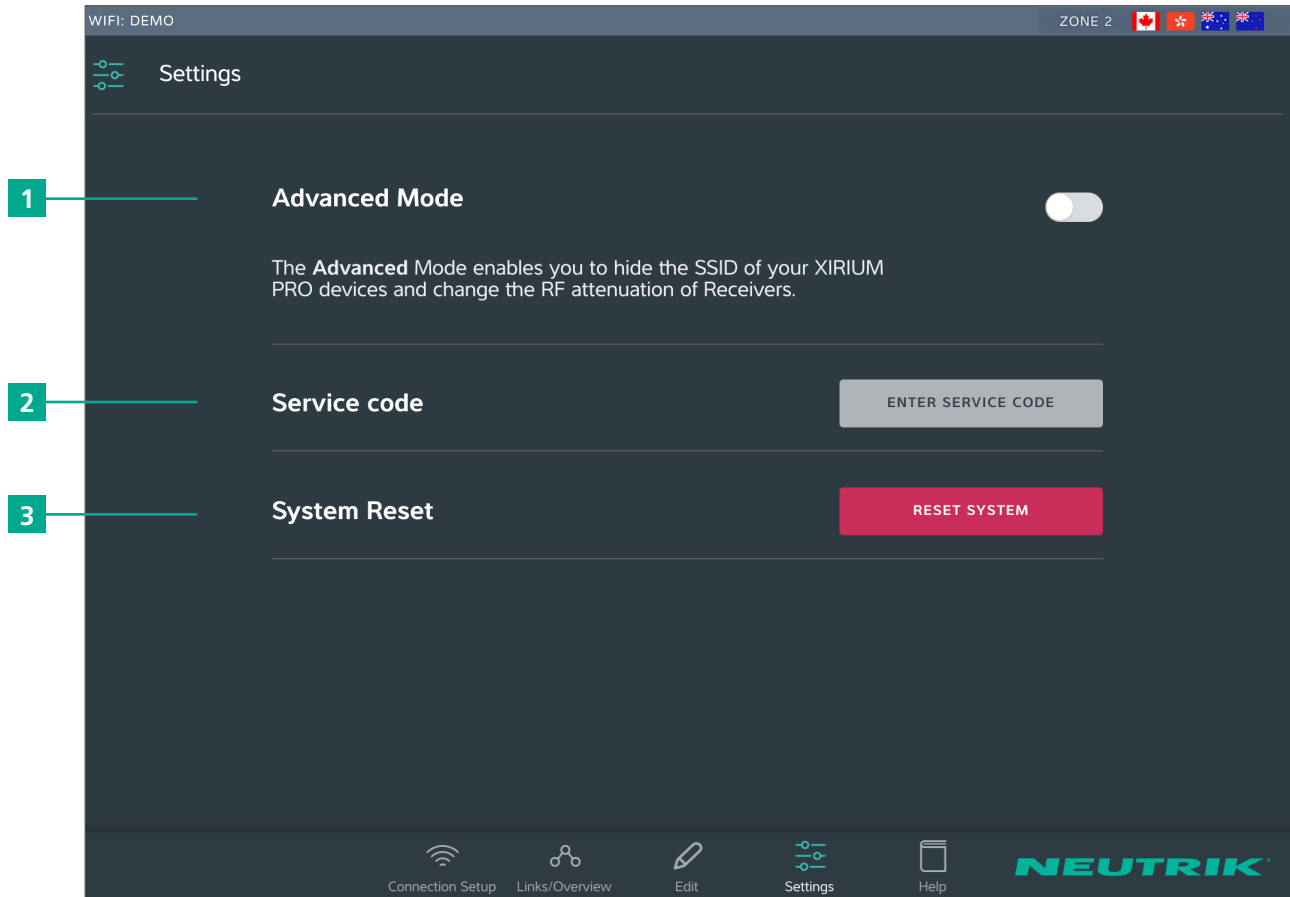 WIFI: DEMO
ZONE 2
Settings
1
Advanced Mode
The Advanced Mode enables you to hide the SSID of your XIRIUM
PRO devices and change the RF attenuation of Receivers.
2
Service code
ENTER SERVICE CODE
3
System Reset
RESET SYSTEM
Connection Setup
Links/Overview
Edit
Settings
Help
NEUTRIK